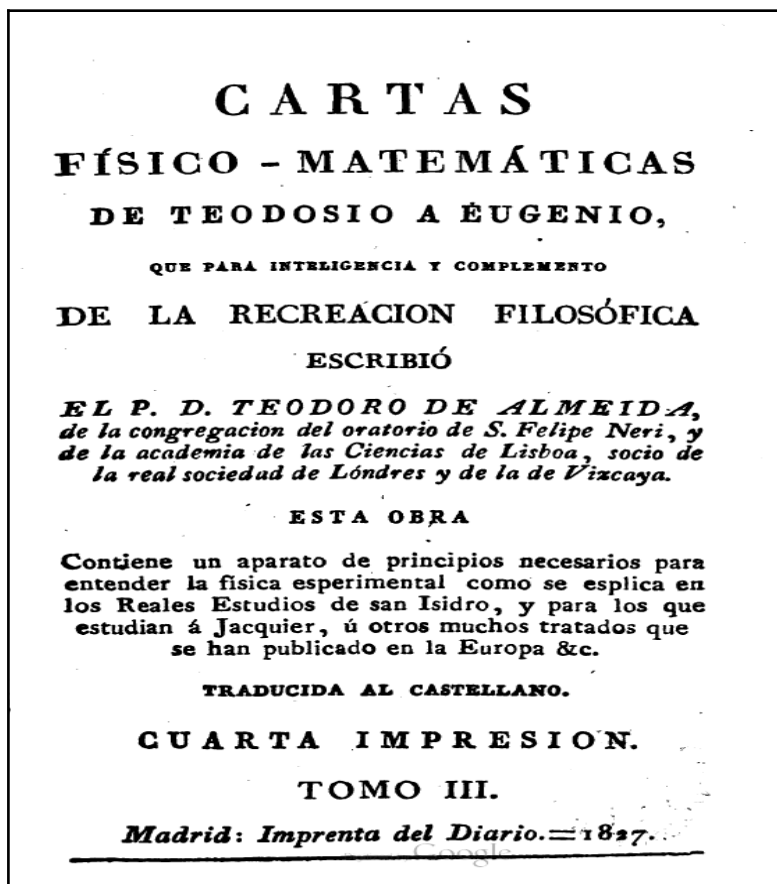 CARTAS
FÍSICO - MATEMÁTICAS
DE TEODOSIO A EUGENIO,
QUE PARA INTELIGENCIA Y COMPLEMENTO
DE LA RECREACION FILOSÓFICA
ESCRIBIÓ
EL P. D. TEODORO DE ALMEIDA,
de la congregacion del oratorio de S. Felipe Neri, y
de la academia de las Ciencias de Lisboa, socio de
la real sociedad de Lóndres y de la de Vizcaya.
ESTA OBRA
Contiene un aparato de principios necesarios para
entender la física esperimental como se esplica en
los Reales Estudios de san Isidro, y para los que
estudian á Jacquier, ú otros muchos tratados que
se han publicado en la Europa &c.
TRADUCIDA AL CASTELLANO.
CUARTA IMPRESION.
TOMO III.
Madrid: Imprenta del Diario.=1827.
Google